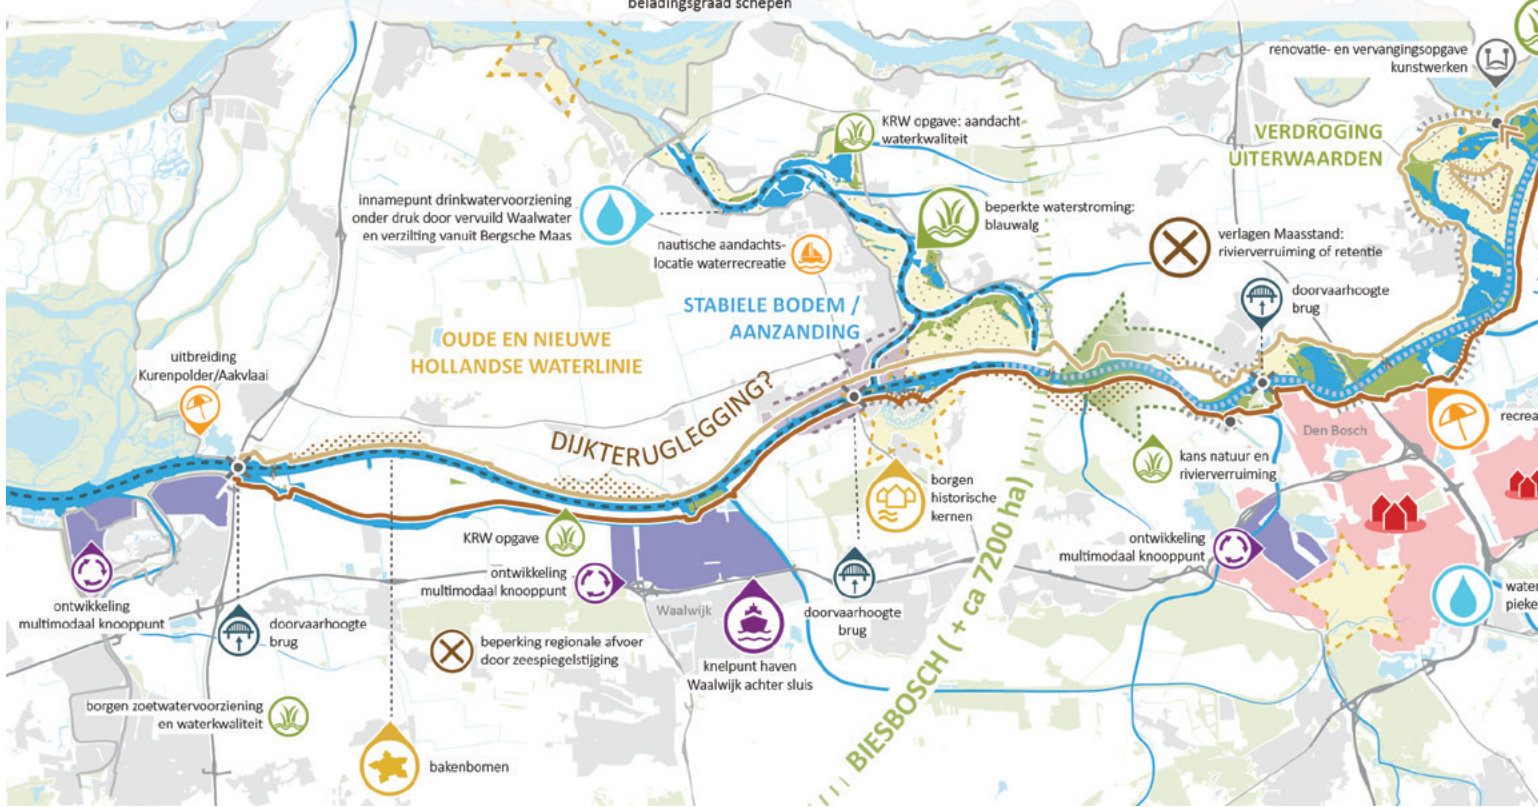 beladingsgraad schepen
renovatie- en vervangingsopgave
kunstwerken
KRW opgave: aandacht
waterkwaliteit
VERDROGING
UITERWAARDEN
innamepunt drinkwatervoorziening
onder druk door vervuild Waalwater
en verzilting vanuit Bergsche Maas
beperkte waterstroming:
blauwalg
verlagen Maasstand:
rivierverruiming of retentie
nautische aandachts-
locatie waterrecreatie
doorvaarhoogte
brug
STABIELE BODEM /
AANZANDING
OUDE EN NIEUWE
HOLLANDSE WATERLINIE
uitbreiding
Kurenpolder/Aakvlaai
DIJKTERUGLEGGING?
recrea
Den Bosch
kans natuur en
rivierverruiming
borgen
historische
kernen
KRW opgave
ontwikkeling
multimodaal knooppunt
ontwikkeling
multimodaal knooppunt
water
pieke
ontwikkeling
multimodaal knooppunt
Waalwijk
doorvaarhoogte
brug
doorvaarhoogte
brug
beperking regionale afvoer
door zeespiegelstijging
knelpunt haven
Waalwijk achter sluis
BIESBOSCH ( + ca 7200 ha)
borgen zoetwatervoorziening
en waterkwaliteit
bakenbomen